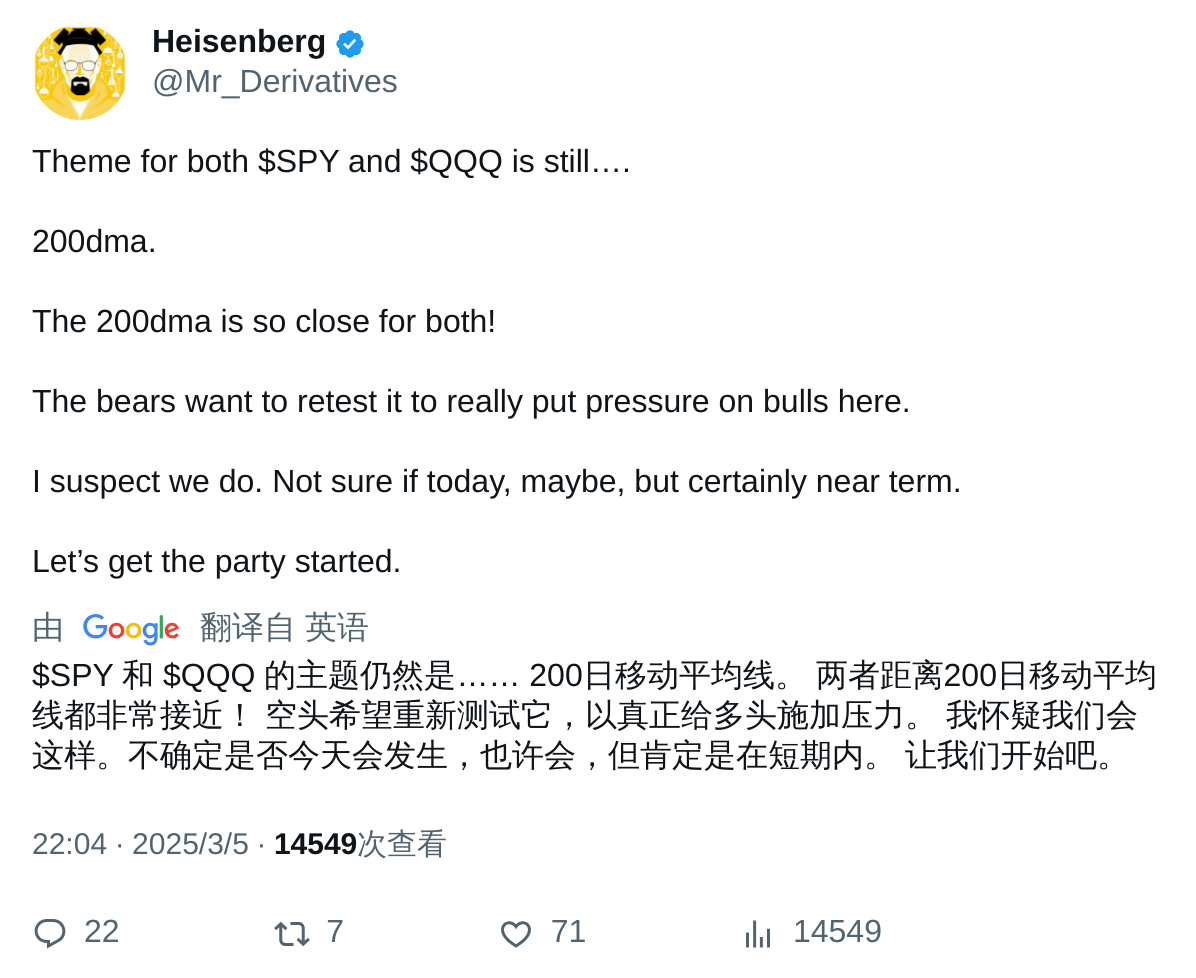 Heisenberg
@Mr_Derivatives
Theme for both $SPY and $QQQ is still….
200dma.
The 200dma is so close for both!
The bears want to retest it to really put pressure on bulls here.
I suspect we do. Not sure if today, maybe, but certainly near term.
Let’s get the party started.
由 Google 翻译自 英语
$SPY 和 $QQQ 的主题仍然是…… 200日移动平均线。 两者距离200日移动平均
线都非常接近！ 空头希望重新测试它，以真正给多头施加压力。 我怀疑我们会
这样。不确定是否今天会发生，也许会，但肯定是在短期内。 让我们开始吧。
22:04 · 2025/3/5 · 14549次查看
22 7 71 14549